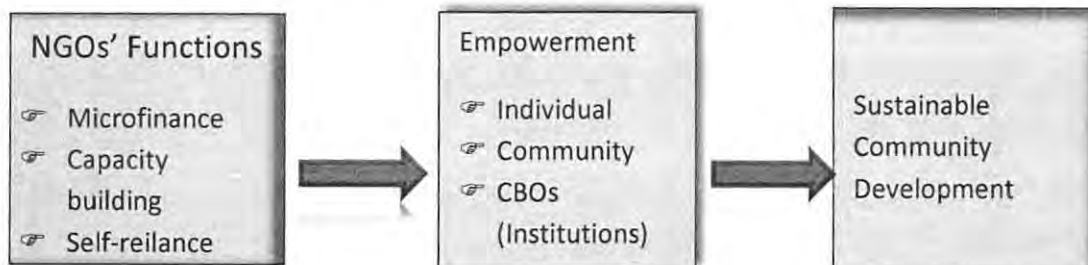 NGOs' Functions
☞ Microfinance
☞ Capacity
building
☞ Self-reilance
Empowerment
☞ Individual
☞ Community
☞ CBOs
(Institutions)
Sustainable
Community
Development